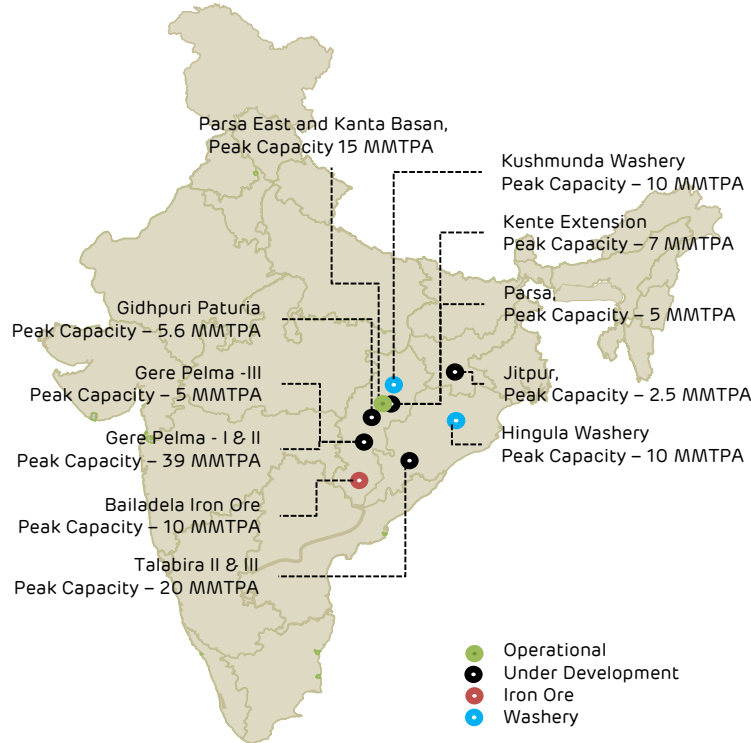 Parsa East and Kanta Basan,
Peak Capacity 15 MMTPA
Kushmunda Washery
Peak Capacity – 10 MMTPA
Kente Extension
Peak Capacity – 7 MMTPA
Gidhpuri Paturia
Peak Capacity – 5.6 MMTPA
Parsa,
Peak Capacity – 5 MMTPA
Gere Pelma -III
Peak Capacity – 5 MMTPA
Jitpur,
Peak Capacity – 2.5 MMTPA
Gere Pelma - I & II
Peak Capacity – 39 MMTPA
Hingula Washery
Peak Capacity – 10 MMTPA
Bailadela Iron Ore
Peak Capacity – 10 MMTPA
Talabira II & III
Peak Capacity – 20 MMTPA
Operational
Under Development
Iron Ore
Washery